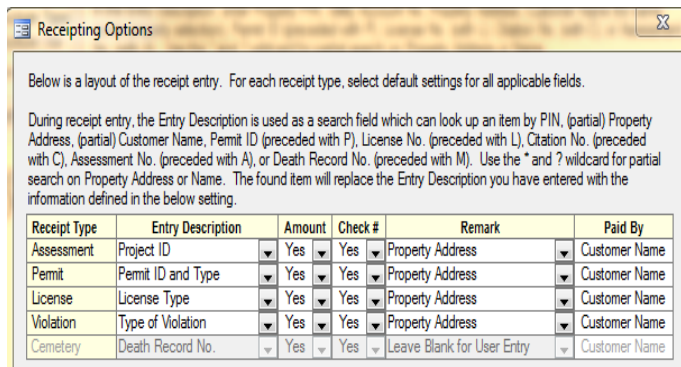 Receipting Options
Below is a layout of the receipt entry. For each receipt type, select default settings for all applicable fields.
During receipt entry, the Entry Description is used as a search field which can look up an item by PIN, (partial) Property
Address, (partial) Customer Name, Permit ID (preceded with P), License No. (preceded with L), Citation No. (preceded
with C), Assessment No. (preceded with A), or Death Record No. (preceded with M). Use the * and ? wildcard for partial
search on Property Address or Name. The found item will replace the Entry Description you have entered with the
information defined in the below setting.
Receipt Type Entry Description Amount Check # Remark Paid By
Assessment Project ID Yes Yes Property Address Customer Name
Permit Permit ID and Type Yes Yes Property Address Customer Name
License License Type Yes Yes Property Address Customer Name
Violation Type of Violation Yes Yes Property Address Customer Name
Cemetery Death Record No. Yes Yes Leave Blank for User Entry Customer Name